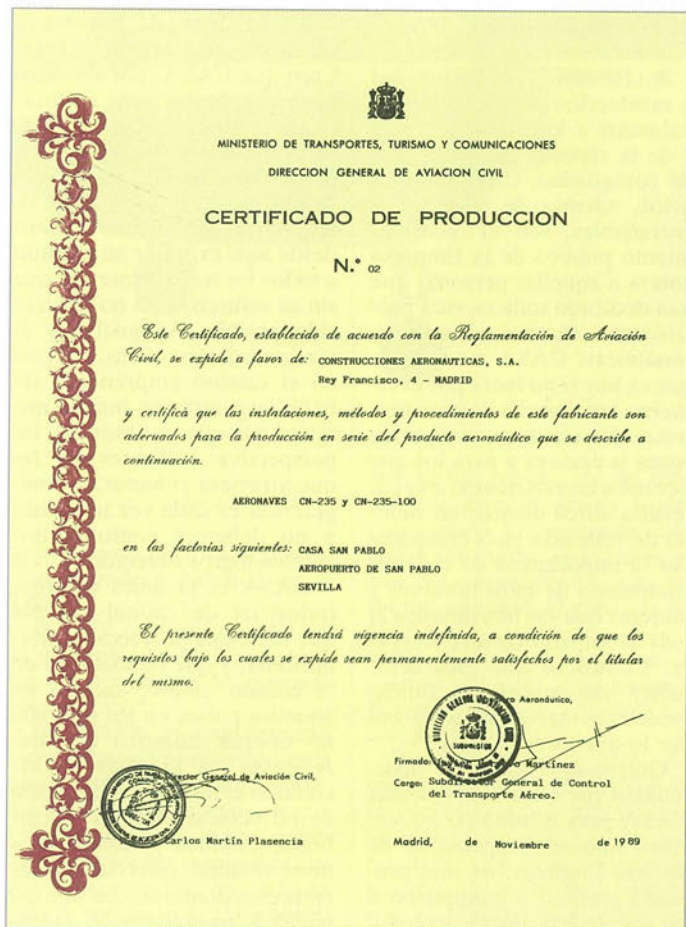 MINISTERIO DE TRANSPORTES, TURISMO Y COMUNICACIONES
DIRECCION GENERAL DE AVIACION CIVIL
CERTIFICADO DE PRODUCCION
N.° 02
Este Certificado, establecido de acuerdo con la Reglamentación de Aviación
Civil, se expide a favor de: CONSTRUCCIONES AERONAUTICAS, S.A.
Rey Francisco, 4 - MADRID
y certifica que las instalaciones, métodos y procedimientos de este fabricante son
adecuados para la producción en serie del producto aeronáutico que se describe a
continuación.
AERONAVES CN-235 y CN-235-100
en las factorías siguientes: CASA SAN PABLO
AEROPUERTO DE SAN PABLO
SEVILLA
El presente Certificado tendrá vigencia indefinida, a condición de que los
requisitos bajo los cuales se expide sean permanentemente satisfechos por el titular
del mismo.
Aeronáutico,
Firmado: Martínez
Cargo: Subdirector General de Control
del Transporte Aéreo.
Director General de Aviación Civil,
Carlos Martín Plasencia
Madrid, de Noviembre de 1989